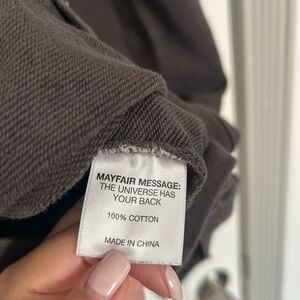 MAYFAIR MESSAGE:
THE UNIVERSE HAS
YOUR BACK
100% COTTON
MADE IN CHINA